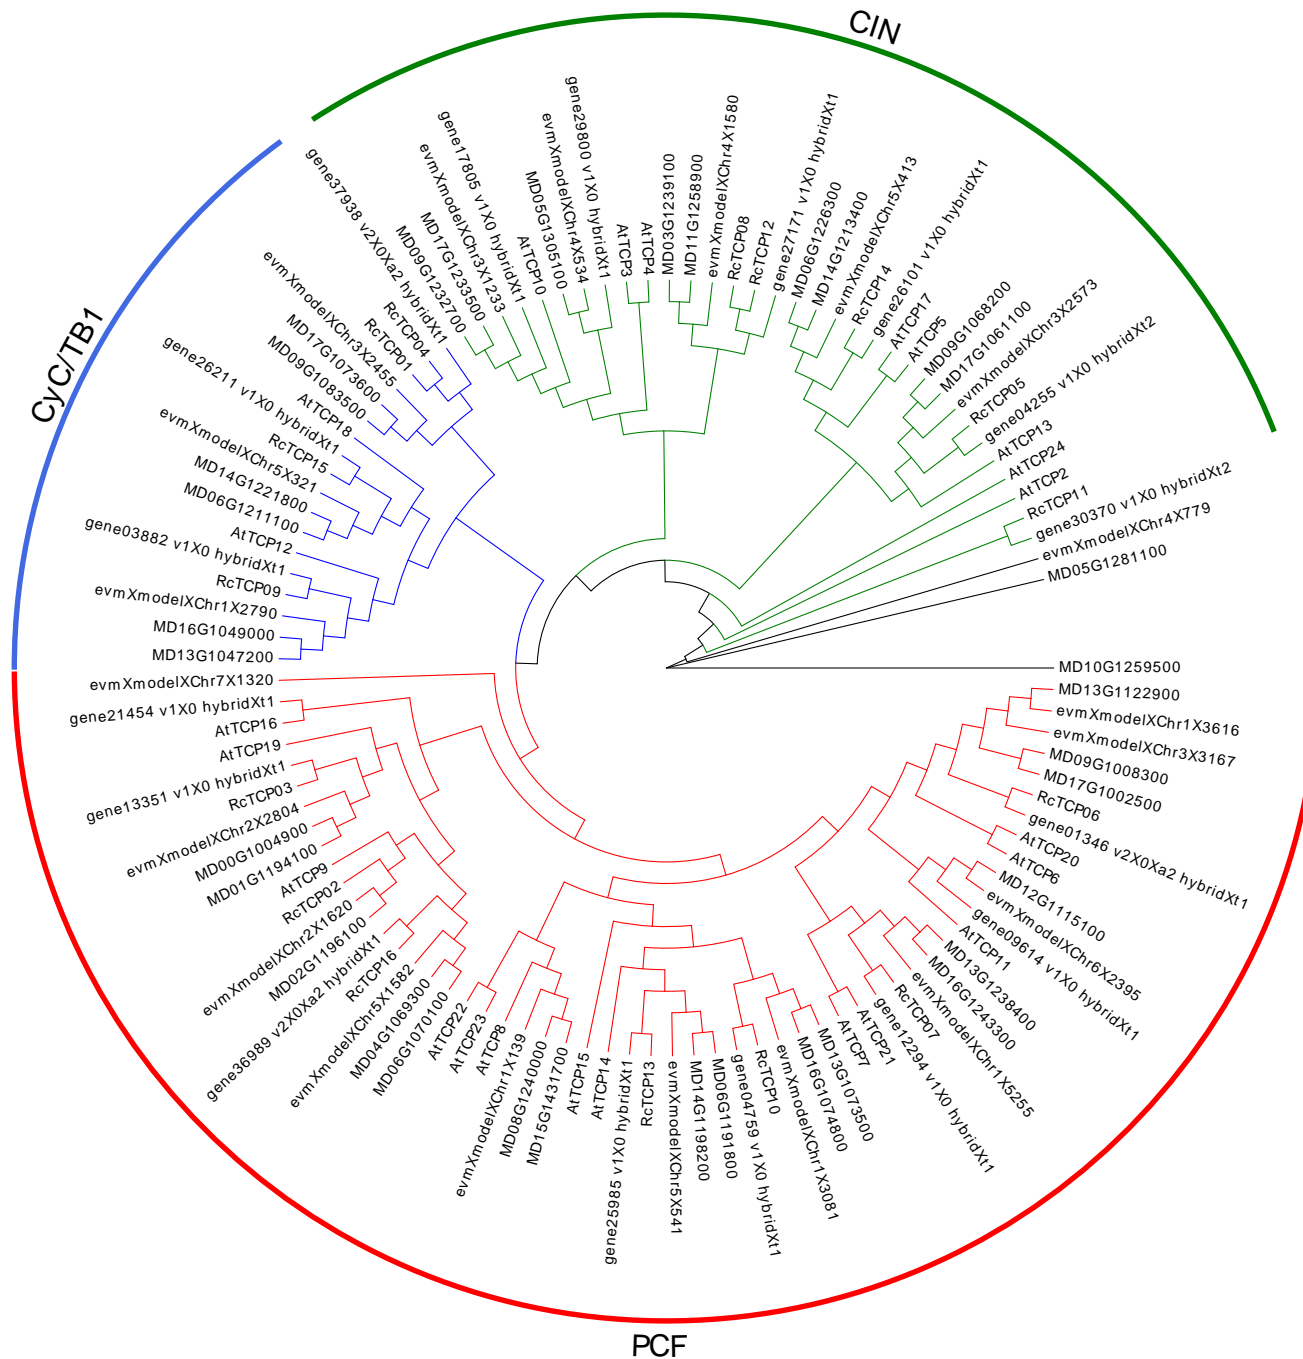 CIN
CyC/TB1
PCF
gene37938 v2X0Xa2 hybridXt1
MD09G1232700
MD17G1233500
evmXmodelXChr3X1233
gene17805 v1X0 hybridXt1
AtTCP10
MD05G1305100
evmXmodelXChr4X534
gene29800 v1X0 hybridXt1
AtTCP3
AtTCP4
MD03G1239100
MD11G1258900
evmXmodelXChr4X1580
RcTCP08
RcTCP12
gene27171 v1X0 hybridXt1
MD06G1226300
MD14G1213400
evmXmodelXChr5X413
RcTCP14
gene26101 v1X0 hybridXt1
AtTCP17
AtTCP5
MD09G1068200
MD17G1061100
evmXmodelXChr3X2573
RcTCP05
gene04255 v1X0 hybridXt2
AtTCP13
AtTCP24
AtTCP2
RcTCP11
gene30370 v1X0 hybridXt2
evmXmodelXChr4X779
MD05G1281100
MD10G1259500
MD13G1122900
evmXmodelXChr1X3616
evmXmodelXChr3X3167
MD09G1008300
MD17G1002500
RcTCP06
gene01346 v2X0Xa2 hybridXt1
AtTCP20
AtTCP6
MD12G1115100
evmXmodelXChr6X2395
gene09614 v1X0 hybridXt1
AtTCP11
MD13G1238400
MD16G1243300
evmXmodelXChr1X5255
RcTCP07
gene12294 v1X0 hybridXt1
AtTCP21
AtTCP7
MD13G1073500
MD16G1074800
evmXmodelXChr1X3081
RcTCP10
gene04759 v1X0 hybridXt1
MD06G1191800
MD14G1198200
evmXmodelXChr5X541
RcTCP13
gene25985 v1X0 hybridXt1
AtTCP14
AtTCP15
MD15G1431700
MD08G1240000
evmXmodelXChr1X139
AtTCP8
AtTCP23
AtTCP22
MD06G1070100
MD04G1069300
evmXmodelXChr5X1582
RcTCP16
gene36989 v2X0Xa2 hybridXt1
MD02G1196100
evmXmodelXChr2X1620
RcTCP02
AtTCP9
MD01G1194100
MD00G1004900
evmXmodelXChr2X2804
RcTCP03
gene13351 v1X0 hybridXt1
AtTCP19
AtTCP16
gene21454 v1X0 hybridXt1
evmXmodelXChr7X1320
MD13G1047200
MD16G1049000
evmXmodelXChr1X2790
RcTCP09
gene03882 v1X0 hybridXt1
AtTCP12
MD06G1211100
MD14G1221800
evmXmodelXChr5X321
RcTCP15
gene26211 v1X0 hybridXt1
AtTCP18
MD09G1083500
MD17G1073600
evmXmodelXChr3X2455
RcTCP01
RcTCP04